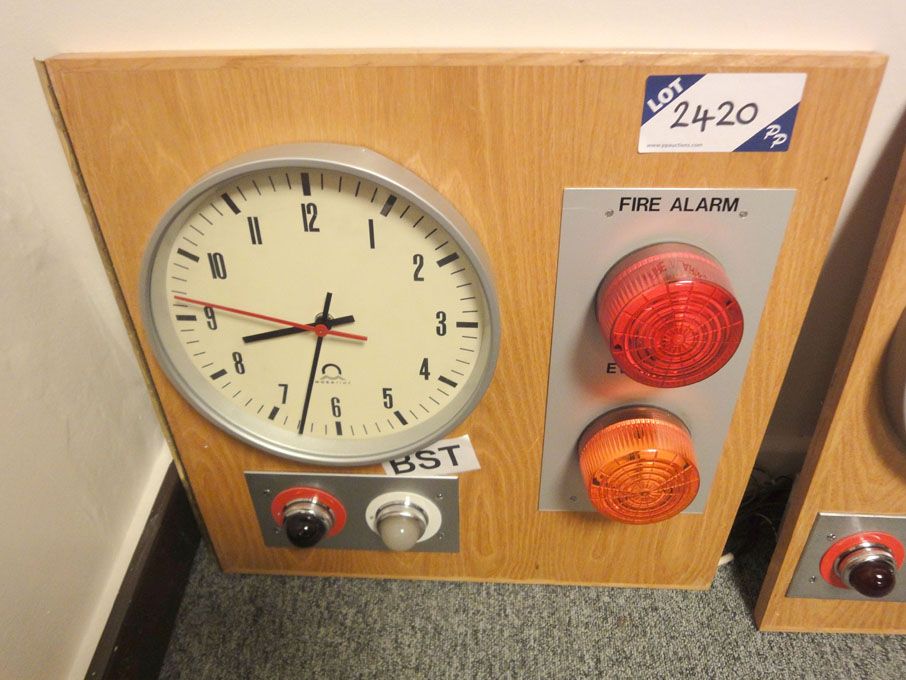 LOT
2420
www.ppauctions.com
PP
FIRE ALARM
12
1
2
3
4
5
6
7
8
9
10
11
BST